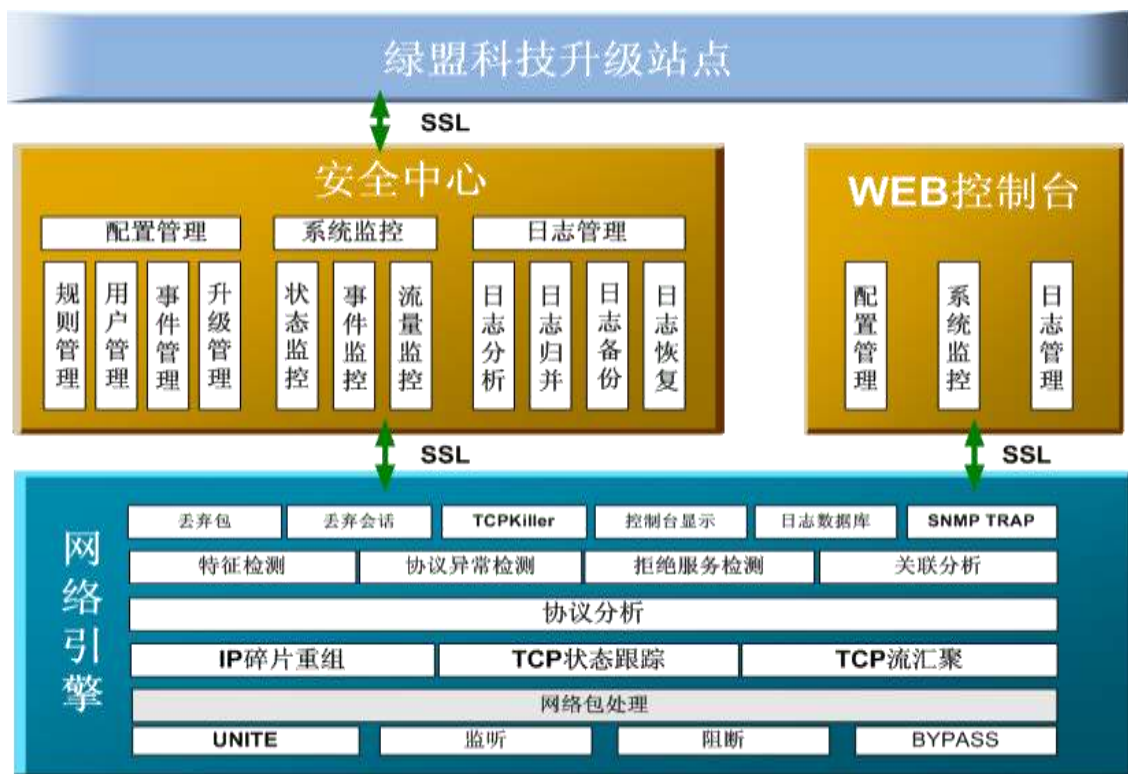 绿盟科技升级站点
SSL
安全中心
配置管理
系统监控
日志管理
规则管理
用户管理
事件管理
升级管理
状态监控
事件监控
流量监控
日志分析
日志归并
日志备份
日志恢复
WEB控制台
配置管理
系统监控
日志管理
SSL
SSL
网络引擎
丢弃包
丢弃会话
TCPKiller
控制台显示
日志数据库
SNMP TRAP
特征检测
协议异常检测
拒绝服务检测
关联分析
协议分析
IP碎片重组
TCP状态跟踪
TCP流汇聚
网络包处理
UNITE
监听
阻断
BYPASS